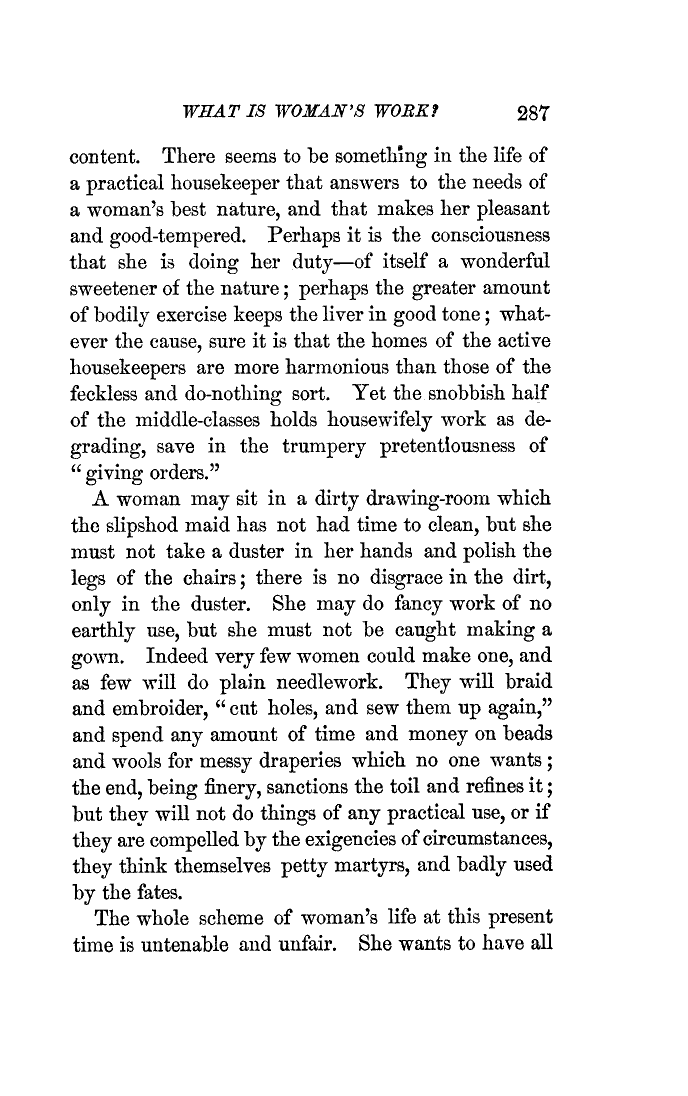 WHAT IS WOMAN'S WORK? 287
content. There seems to be something in the life of
a practical housekeeper that answers to the needs of
a woman's best nature, and that makes her pleasant
and good-tempered. Perhaps it is the consciousness
that she is doing her duty—of itself a wonderful
sweetener of the nature; perhaps the greater amount
of bodily exercise keeps the liver in good tone; what-
ever the cause, sure it is that the homes of the active
housekeepers are more harmonious than those of the
feckless and do-nothing sort. Yet the snobbish half
of the middle-classes holds housewifely work as de-
grading, save in the trumpery pretentiousness of
"giving orders."
A woman may sit in a dirty drawing-room which
the slipshod maid has not had time to clean, but she
must not take a duster in her hands and polish the
legs of the chairs; there is no disgrace in the dirt,
only in the duster. She may do fancy work of no
earthly use, but she must not be caught making a
gown. Indeed very few women could make one, and
as few will do plain needlework. They will braid
and embroider, "cut holes, and sew them up again,"
and spend any amount of time and money on beads
and wools for messy draperies which no one wants;
the end, being finery, sanctions the toil and refines it;
but they will not do things of any practical use, or if
they are compelled by the exigencies of circumstances,
they think themselves petty martyrs, and badly used
by the fates.
The whole scheme of woman's life at this present
time is untenable and unfair. She wants to have all